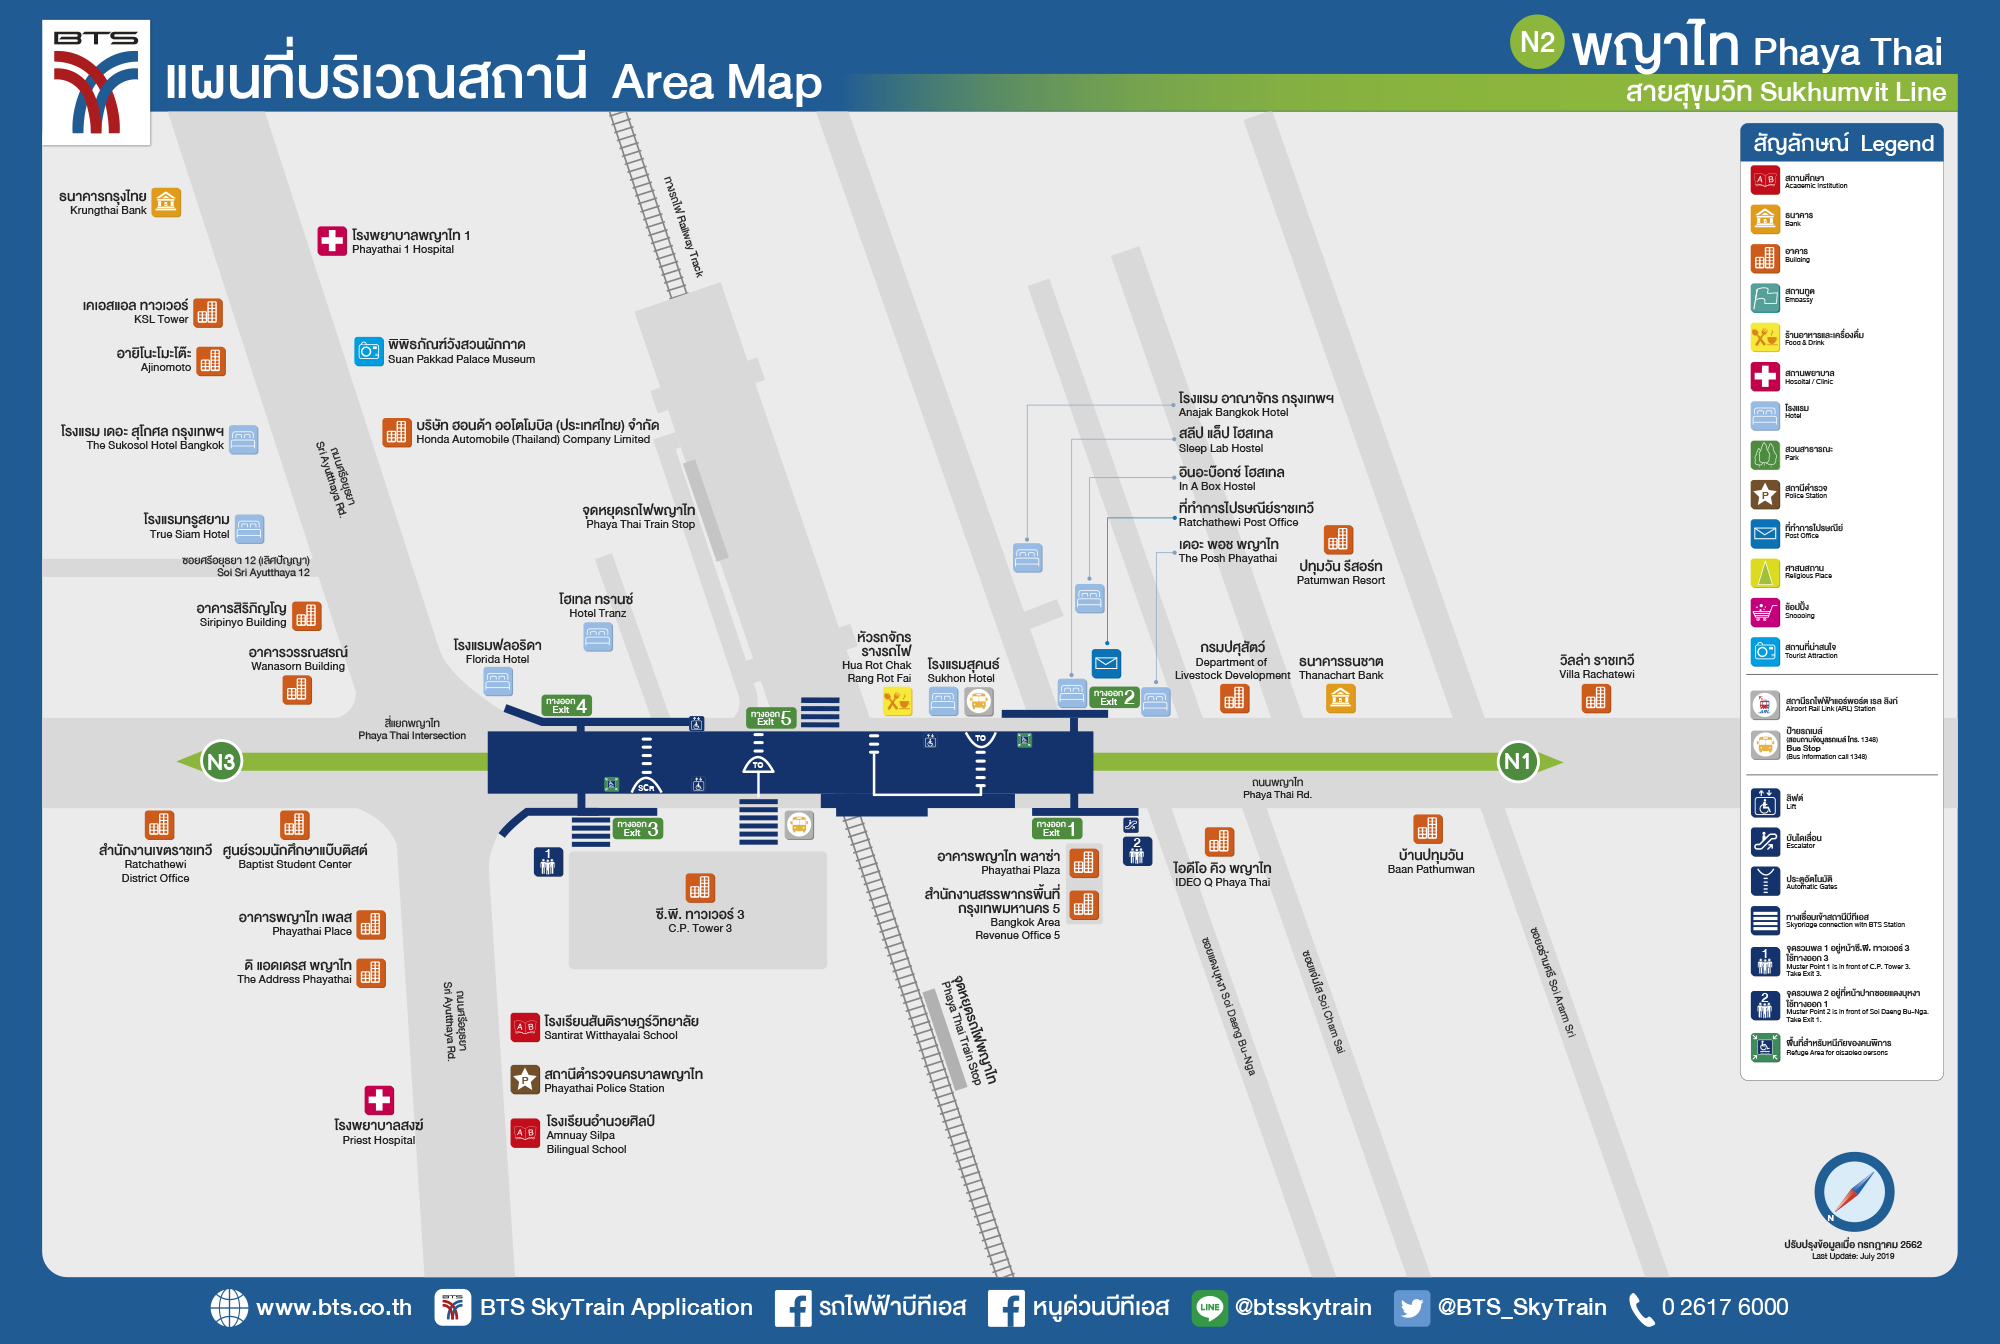 BTS
แผนที่บริเวณสถานี Area Map
N2 พญาไท Phaya Thai
สายสุขุมวิท Sukhumvit Line
ธนาคารกรุงไทย
Krungthai Bank
โรงพยาบาลพญาไท 1
Phayathai 1 Hospital
ทางรถไฟ Railway Track
เคเอสแอล ทาวเวอร์
KSL Tower
อายิโนะโมะโต๊ะ
Ajinomoto
พิพิธภัณฑ์วังสวนผักกาด
Suan Pakkad Palace Museum
โรงแรม เดอะ สุโกศล กรุงเทพฯ
The Sukosol Hotel Bangkok
บริษัท ฮอนด้า ออโตโมบิล (ประเทศไทย) จำกัด
Honda Automobile (Thailand) Company Limited
ถนนศรีอยุธยา
Sri Ayutthaya Rd.
โรงแรมทรูสยาม
True Siam Hotel
จุดหยุดรถไฟพญาไท
Phaya Thai Train Stop
ซอยศรีอยุธยา 12 (เลิศปัญญา)
Soi Sri Ayutthaya 12
อาคารสิริภิญโญ
Siripinyo Building
อาคารวรรณสรณ์
Wanasorn Building
โฮเทล ทรานซ์
Hotel Tranz
โรงแรมฟลอริดา
Florida Hotel
โรงแรม อาณาจักร กรุงเทพฯ
Anajak Bangkok Hotel
สลีป แล็ป โฮสเทล
Sleep Lab Hostel
อินอะบ๊อกซ์ โฮสเทล
In A Box Hostel
ที่ทำการไปรษณีย์ราชเทวี
Ratchathewi Post Office
เดอะ พอช พญาไท
The Posh Phayathai
ปทุมวัน รีสอร์ท
Patumwan Resort
หัวรถจักร
รางรถไฟ
Hua Rot Chak
Rang Rot Fai
โรงแรมสุคนธ์
Sukhon Hotel
กรมปศุสัตว์
Department of
Livestock Development
ธนาคารธนชาต
Thanachart Bank
วิลล่า ราชเทวี
Villa Rachatewi
สี่แยกพญาไท
Phaya Thai Intersection
ทางออก
Exit 4
ทางออก
Exit 5
ทางออก
Exit 2
N3
SCR
TO
TO
N1
ถนนพญาไท
Phaya Thai Rd.
ทางออก
Exit 3
ทางออก
Exit 1
1
2
สำนักงานเขตราชเทวี
Ratchathewi
District Office
ศูนย์รวมนักศึกษาแบ๊บติสต์
Baptist Student Center
ซี.พี. ทาวเวอร์ 3
C.P. Tower 3
อาคารพญาไท พลาซ่า
Phayathai Plaza
สำนักงานสรรพากรพื้นที่
กรุงเทพมหานคร 5
Bangkok Area
Revenue Office 5
ไอดีโอ คิว พญาไท
IDEO Q Phaya Thai
บ้านปทุมวัน
Baan Pathumwan
อาคารพญาไท เพลส
Phayathai Place
ดิ แอดเดรส พญาไท
The Address Phayathai
ถนนศรีอยุธยา
Sri Ayutthaya Rd.
จุดหยุดรถไฟพญาไท
Phaya Thai Train Stop
ซอยแดงบุหงา Soi Daeng Bu-Nga
ซอยแจ่มใส Soi Cham Sai
ซอยอร่ามศรี Soi Ararm Sri
โรงเรียนสันติราษฎร์วิทยาลัย
Santirat Witthayalai School
สถานีตำรวจนครบาลพญาไท
Phayathai Police Station
โรงเรียนอำนวยศิลป์
Amnuay Silpa
Bilingual School
โรงพยาบาลสงฆ์
Priest Hospital
สัญลักษณ์ Legend
สถานศึกษา
Academic Institution
ธนาคาร
Bank
อาคาร
Building
สถานทูต
Embassy
ร้านอาหารและเครื่องดื่ม
Food & Drink
สถานพยาบาล
Hospital / Clinic
โรงแรม
Hotel
สวนสาธารณะ
Park
สถานีตำรวจ
Police Station
ที่ทำการไปรษณีย์
Post Office
ศาสนสถาน
Religious Place
ช้อปปิ้ง
Shopping
สถานที่น่าสนใจ
Tourist Attraction
สถานีรถไฟฟ้าแอร์พอร์ต เรล ลิงก์
Airport Rail Link (ARL) Station
ป้ายรถเมล์
(สอบถามข้อมูลรถเมล์ โทร. 1348)
Bus Stop
(Bus information call 1348)
ลิฟต์
Lift
บันไดเลื่อน
Escalator
ประตูอัตโนมัติ
Automatic Gates
ทางเชื่อมเข้าสถานีบีทีเอส
Skybridge connection with BTS Station
จุดรวมพล 1 อยู่หน้าซี.พี. ทาวเวอร์ 3
ใช้ทางออก 3
Muster Point 1 is in front of C.P. Tower 3.
Take Exit 3.
จุดรวมพล 2 อยู่ที่หน้าปากซอยแดงบุหงา
ใช้ทางออก 1
Muster Point 2 is in front of Soi Daeng Bu-Nga.
Take Exit 1.
พื้นที่สำหรับหนีภัยของคนพิการ
Refuge Area for disabled persons
N
ปรับปรุงข้อมูลเมื่อ กรกฎาคม 2562
Last Update: July 2019
www.bts.co.th BTS SkyTrain Application รถไฟฟ้าบีทีเอส หนูด่วนบีทีเอส LINE @btsskytrain @BTS_SkyTrain 0 2617 6000